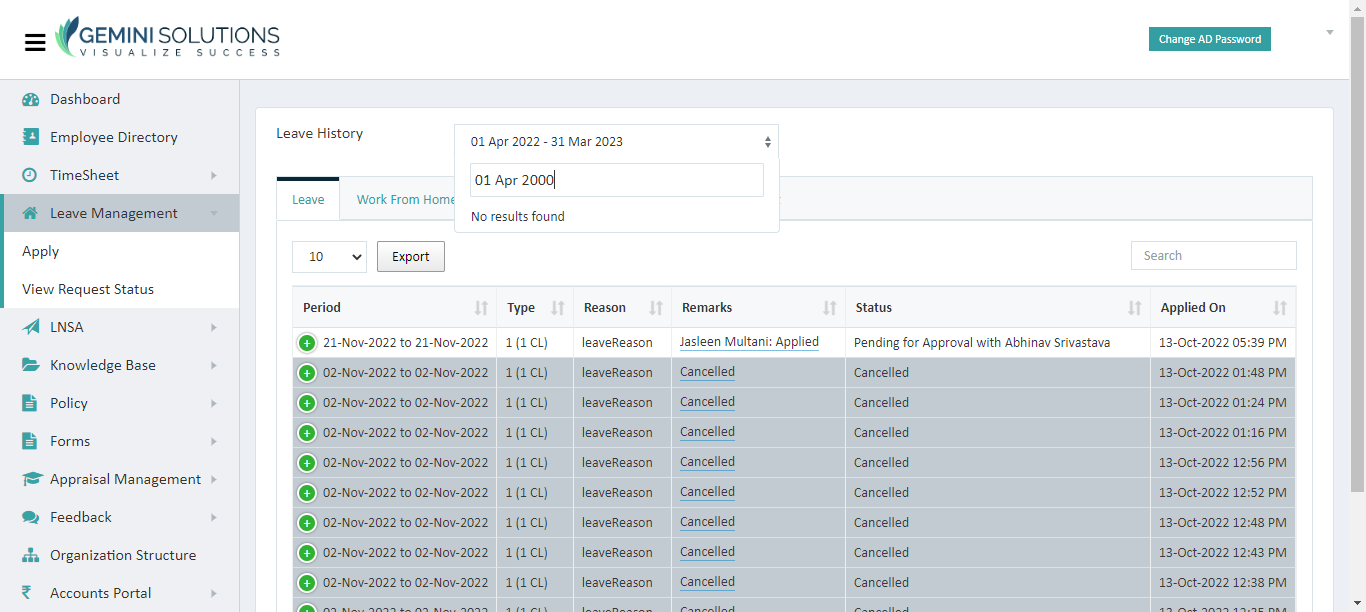 GEMINI SOLUTIONS
VISUALIZE SUCCESS
Change AD Password
Dashboard
Employee Directory
TimeSheet
Leave Management
Apply
View Request Status
LNSA
Knowledge Base
Policy
Forms
Appraisal Management
Feedback
Organization Structure
Accounts Portal
Leave History
01 Apr 2022 - 31 Mar 2023
01 Apr 2000
No results found
Leave
Work From Home
10
Export
Search
Period Type Reason Remarks Status Applied On
21-Nov-2022 to 21-Nov-2022 1 (1 CL) leaveReason Jasleen Multani: Applied Pending for Approval with Abhinav Srivastava 13-Oct-2022 05:39 PM
02-Nov-2022 to 02-Nov-2022 1 (1 CL) leaveReason Cancelled Cancelled 13-Oct-2022 01:48 PM
02-Nov-2022 to 02-Nov-2022 1 (1 CL) leaveReason Cancelled Cancelled 13-Oct-2022 01:24 PM
02-Nov-2022 to 02-Nov-2022 1 (1 CL) leaveReason Cancelled Cancelled 13-Oct-2022 01:16 PM
02-Nov-2022 to 02-Nov-2022 1 (1 CL) leaveReason Cancelled Cancelled 13-Oct-2022 12:56 PM
02-Nov-2022 to 02-Nov-2022 1 (1 CL) leaveReason Cancelled Cancelled 13-Oct-2022 12:52 PM
02-Nov-2022 to 02-Nov-2022 1 (1 CL) leaveReason Cancelled Cancelled 13-Oct-2022 12:48 PM
02-Nov-2022 to 02-Nov-2022 1 (1 CL) leaveReason Cancelled Cancelled 13-Oct-2022 12:43 PM
02-Nov-2022 to 02-Nov-2022 1 (1 CL) leaveReason Cancelled Cancelled 13-Oct-2022 12:38 PM